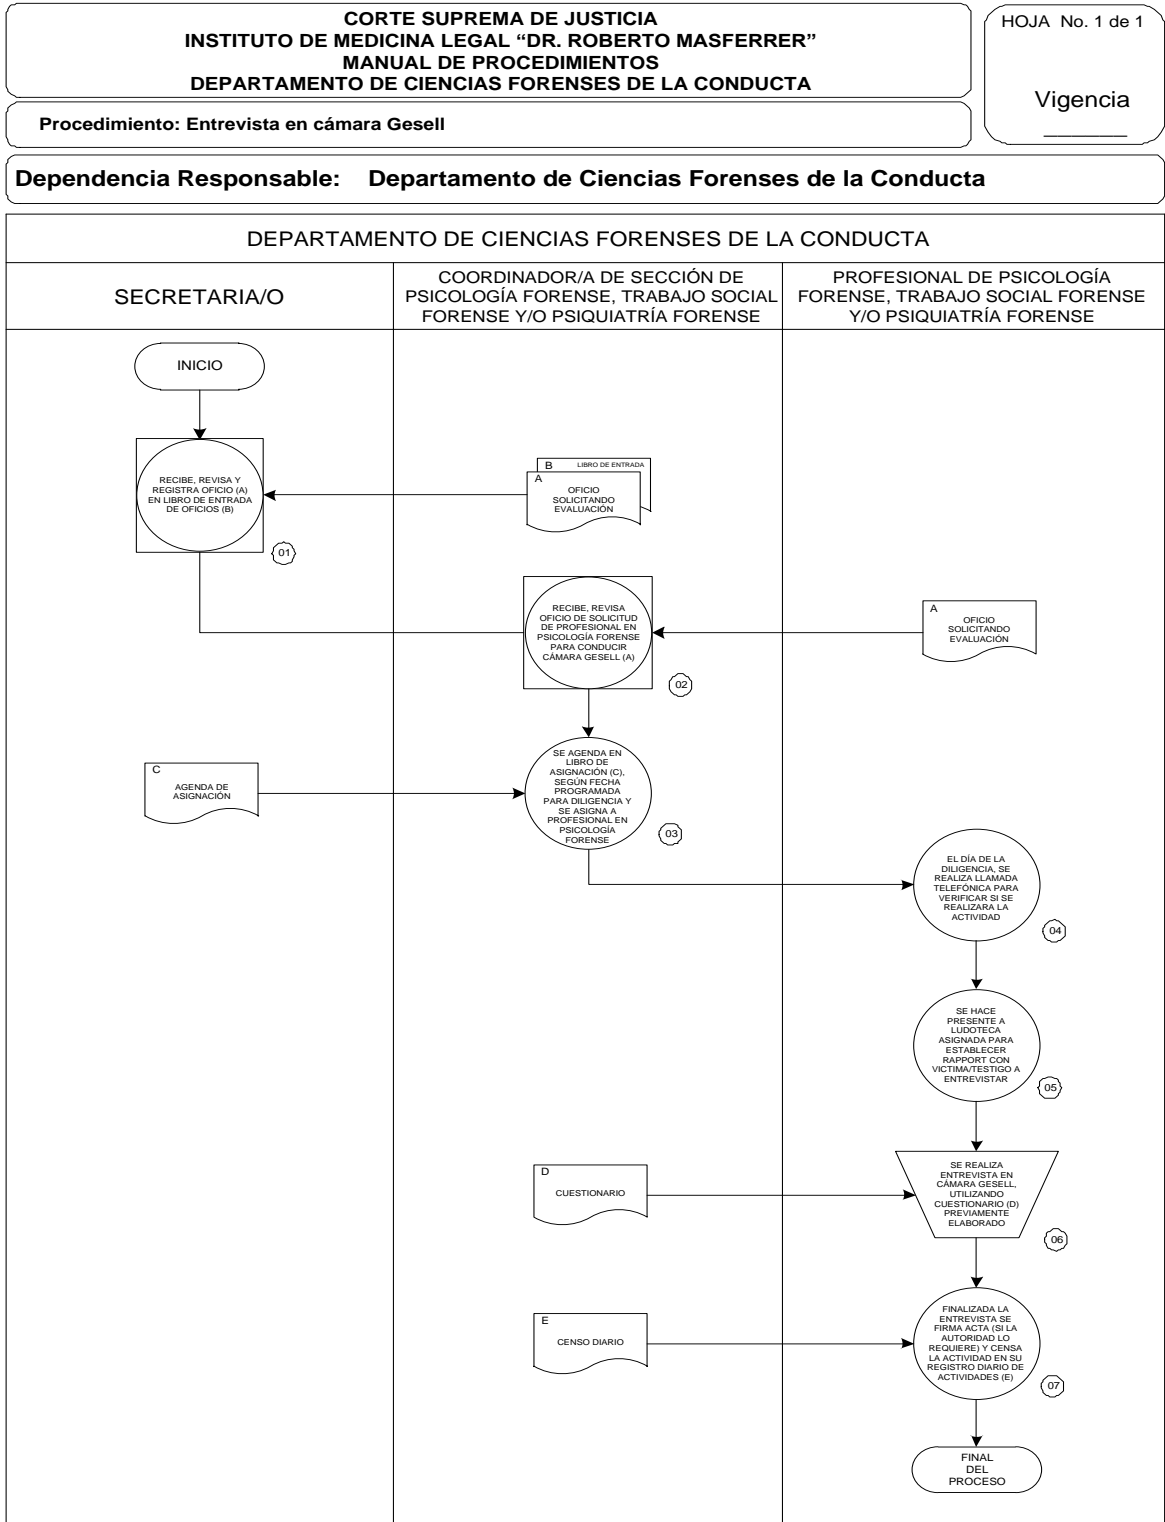 CORTE SUPREMA DE JUSTICIA
INSTITUTO DE MEDICINA LEGAL “DR. ROBERTO MASFERRER”
MANUAL DE PROCEDIMIENTOS
DEPARTAMENTO DE CIENCIAS FORENSES DE LA CONDUCTA
HOJA No. 1 de 1
Vigencia
Procedimiento: Entrevista en cámara Gesell
Dependencia Responsable: Departamento de Ciencias Forenses de la Conducta
DEPARTAMENTO DE CIENCIAS FORENSES DE LA CONDUCTA
SECRETARIA/O
COORDINADOR/A DE SECCIÓN DE
PSICOLOGÍA FORENSE, TRABAJO SOCIAL
FORENSE Y/O PSIQUIATRÍA FORENSE
PROFESIONAL DE PSICOLOGÍA
FORENSE, TRABAJO SOCIAL FORENSE
Y/O PSIQUIATRÍA FORENSE
INICIO
RECIBE, REVISA Y
REGISTRA OFICIO (A)
EN LIBRO DE ENTRADA
DE OFICIOS (B)
01
B LIBRO DE ENTRADA
A
OFICIO
SOLICITANDO
EVALUACIÓN
RECIBE, REVISA
OFICIO DE SOLICITUD
DE PROFESIONAL EN
PSICOLOGÍA FORENSE
PARA CONDUCIR
CÁMARA GESELL (A)
02
A
OFICIO
SOLICITANDO
EVALUACIÓN
C
AGENDA DE
ASIGNACIÓN
SE AGENDA EN
LIBRO DE
ASIGNACIÓN (C),
SEGÚN FECHA
PROGRAMADA
PARA DILIGENCIA Y
SE ASIGNA A
PROFESIONAL EN
PSICOLOGÍA
FORENSE
03
EL DÍA DE LA
DILIGENCIA, SE
REALIZA LLAMADA
TELEFÓNICA PARA
VERIFICAR SI SE
REALIZARA LA
ACTIVIDAD
04
SE HACE
PRESENTE A
LUDOTECA
ASIGNADA PARA
ESTABLECER
RAPPORT CON
VICTIMA/TESTIGO A
ENTREVISTAR
05
D
CUESTIONARIO
SE REALIZA
ENTREVISTA EN
CÁMARA GESELL,
UTILIZANDO
CUESTIONARIO (D)
PREVIAMENTE
ELABORADO
06
E
CENSO DIARIO
FINALIZADA LA
ENTREVISTA SE
FIRMA ACTA (SI LA
AUTORIDAD LO
REQUIERE) Y CENSA
LA ACTIVIDAD EN SU
REGISTRO DIARIO DE
ACTIVIDADES (E)
07
FINAL
DEL
PROCESO